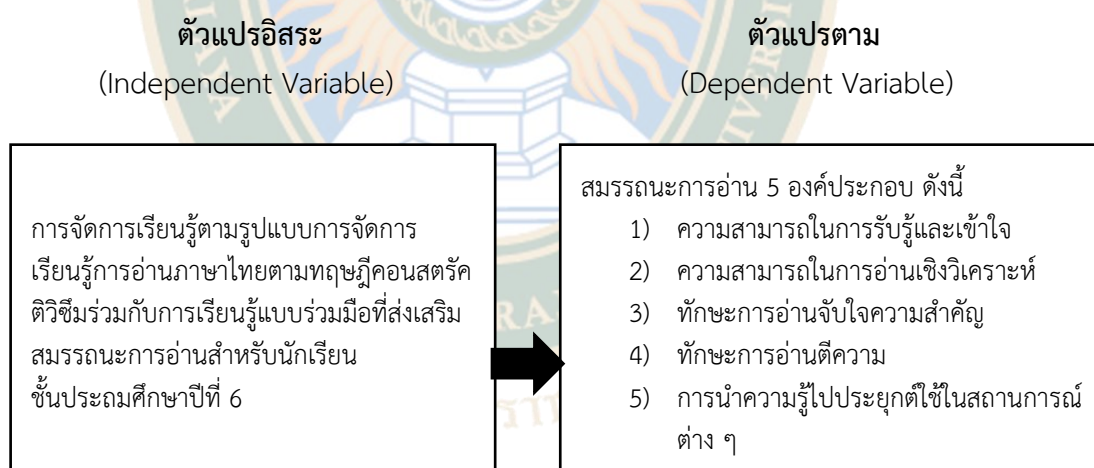 ตัวแปรอิสระ
(Independent Variable)
ตัวแปรตาม
(Dependent Variable)
การจัดการเรียนรู้ตามรูปแบบการจัดการ
เรียนรู้การอ่านภาษาไทยตามทฤษฎีคอนสตรัค
ติวิซึมร่วมกับการเรียนรู้แบบร่วมมือที่ส่งเสริม
สมรรถนะการอ่านสำหรับนักเรียน
ชั้นประถมศึกษาปีที่ 6
สมรรถนะการอ่าน 5 องค์ประกอบ ดังนี้
1) ความสามารถในการรับรู้และเข้าใจ
2) ความสามารถในการอ่านเชิงวิเคราะห์
3) ทักษะการอ่านจับใจความสำคัญ
4) ทักษะการอ่านตีความ
5) การนำความรู้ไปประยุกต์ใช้ในสถานการณ์
ต่าง ๆ